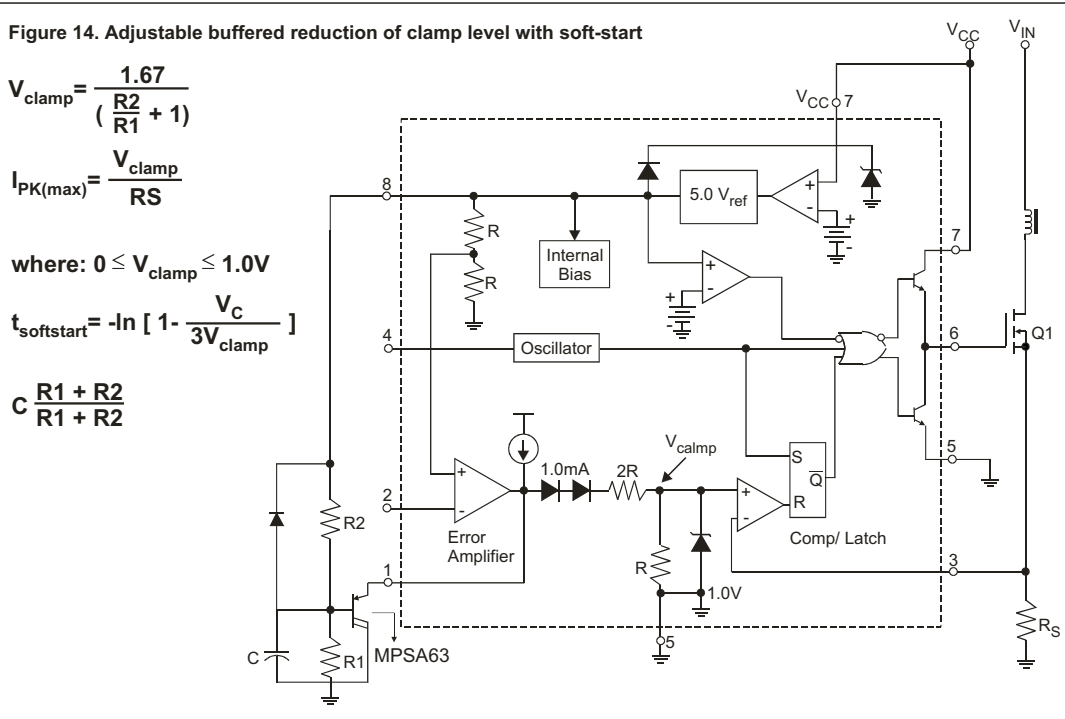 Figure 14. Adjustable buffered reduction of clamp level with soft-start
V_clamp = 1.67 / ( R2/R1 + 1)
I_PK(max) = V_clamp / RS
where: 0 ≤ V_clamp ≤ 1.0V
t_softstart = -ln [ 1- V_C / 3V_clamp ]
C R1 + R2 / R1 + R2
V_CC
V_IN
V_CC 7
8
5.0 V_ref
+
-
+
-
R
R
Internal
Bias
+
-
+
-
7
4
Oscillator
6
Q1
5
1.0mA
2R
V_calmp
S
Q̅
R
+
-
2
+
-
Error
Amplifier
Comp/ Latch
R2
1
R
1.0V
3
5
R_S
C
R1
MPSA63